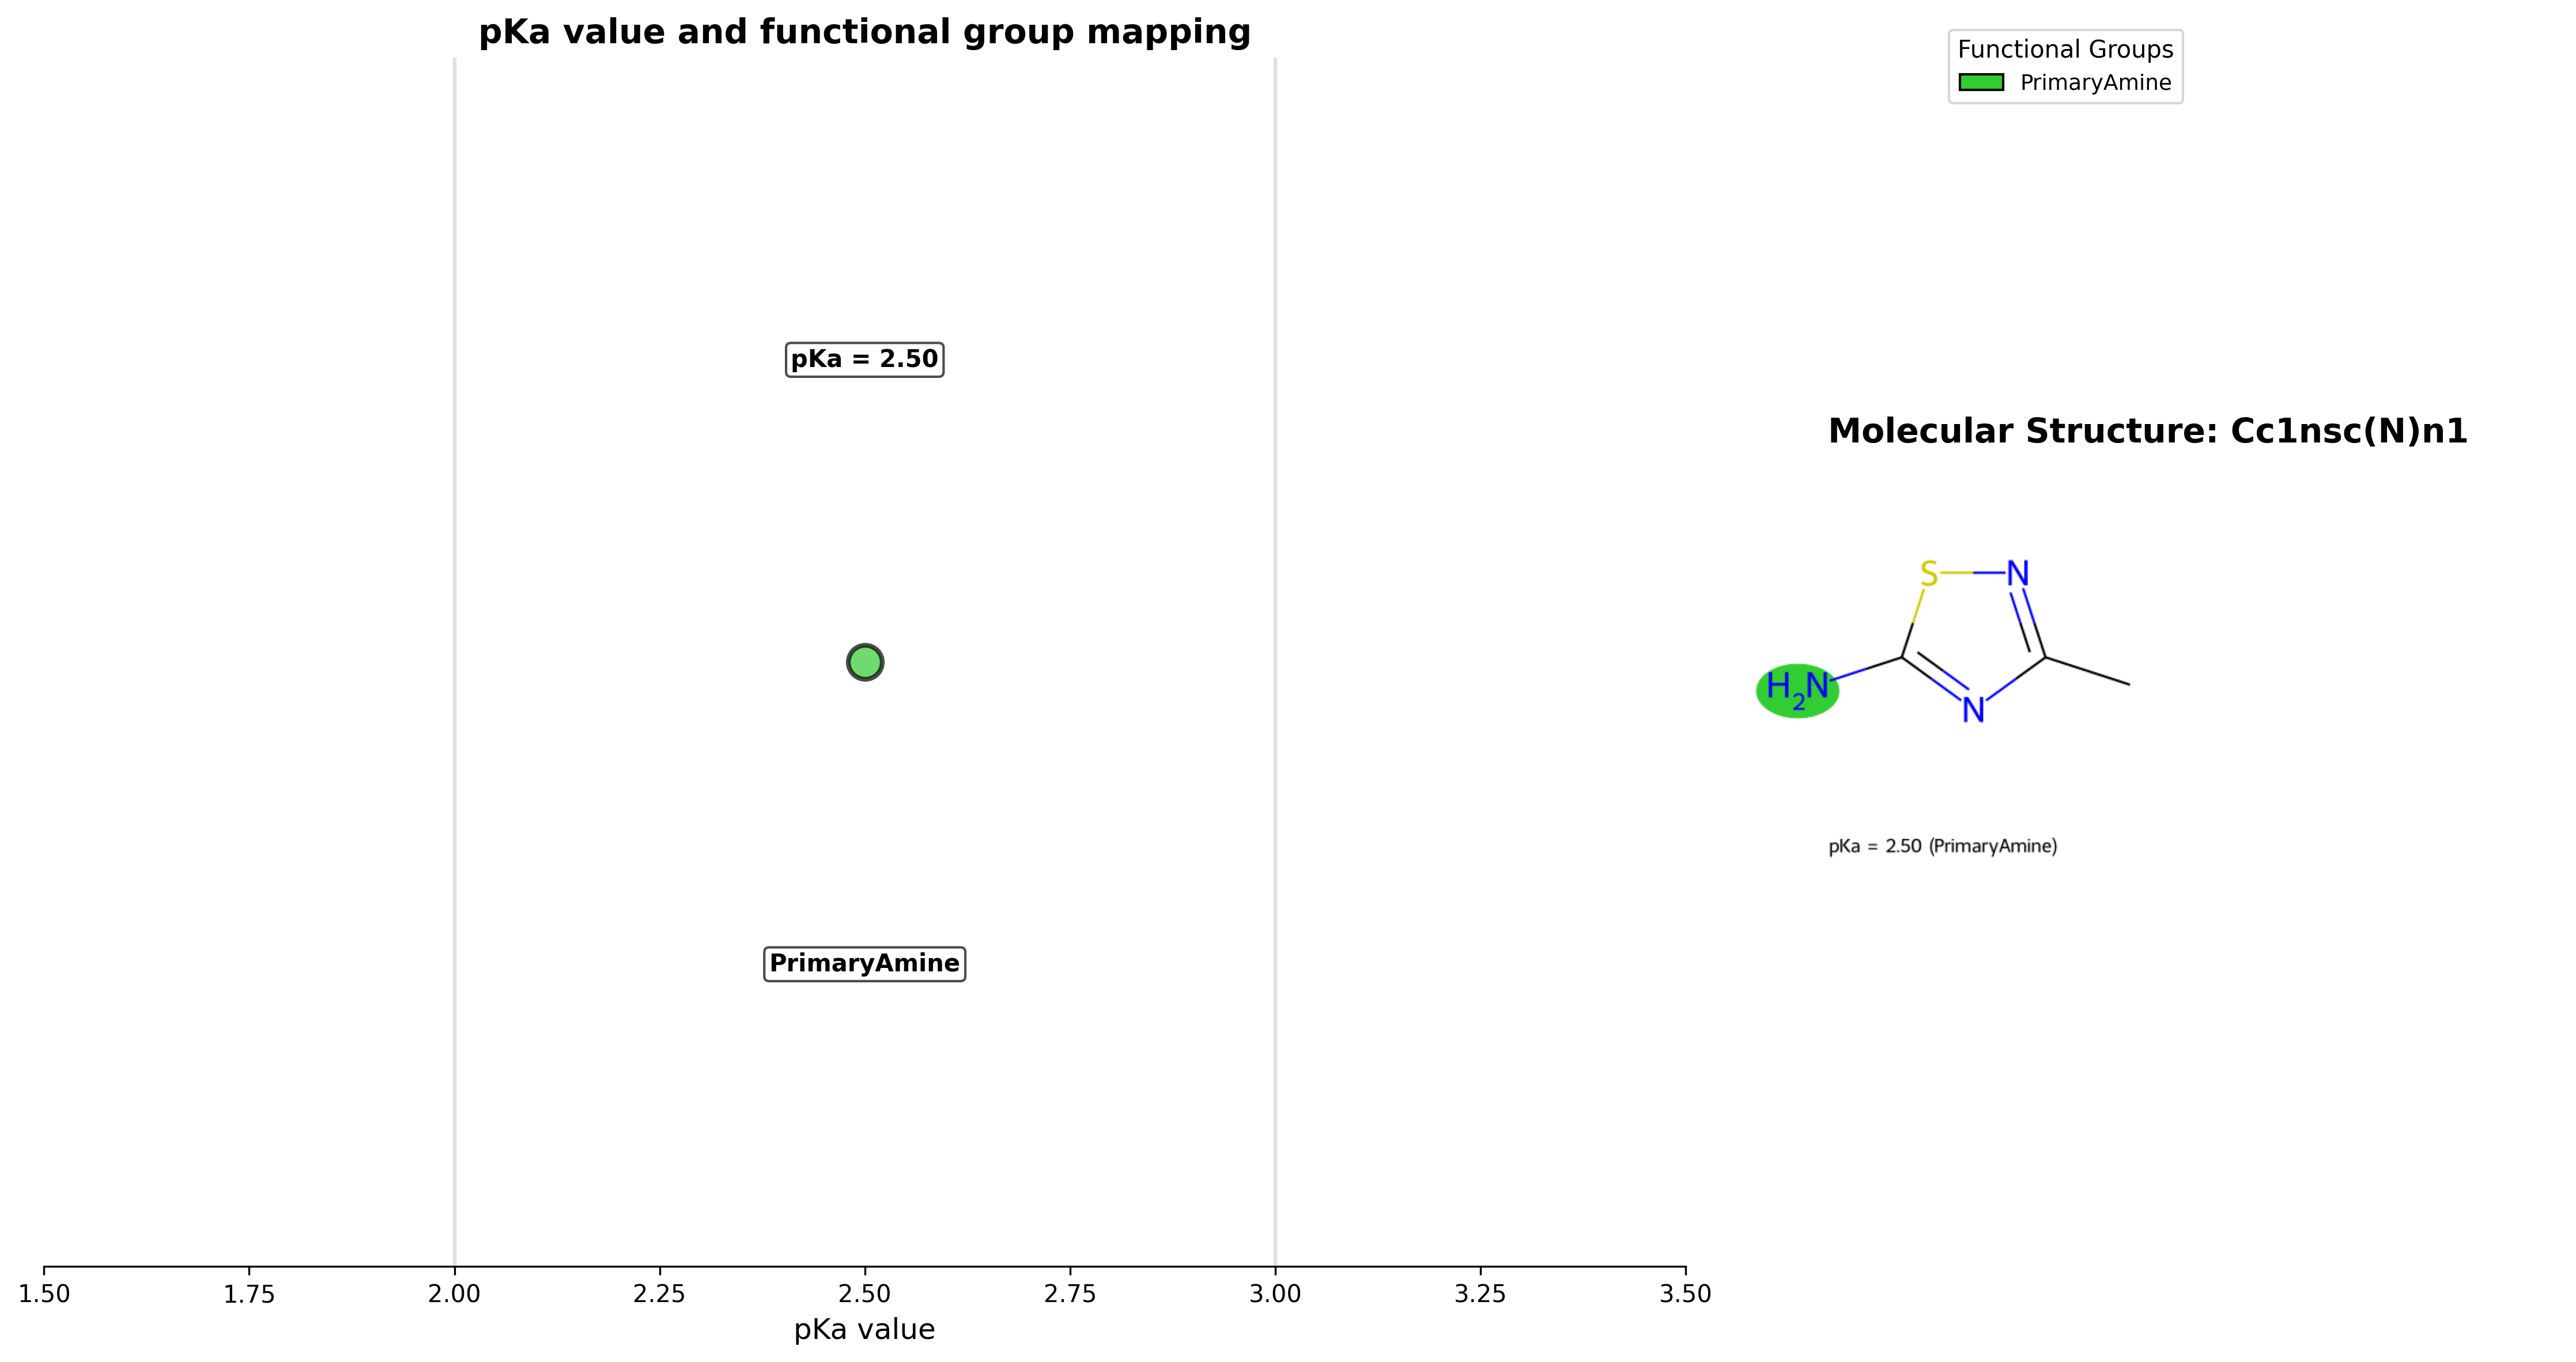 pKa value and functional group mapping
pKa = 2.50
PrimaryAmine
1.50 1.75 2.00 2.25 2.50 2.75 3.00 3.25 3.50
pKa value
Functional Groups
PrimaryAmine
Molecular Structure: Cc1nsc(N)n1
S N
H2N
N
pKa = 2.50 (PrimaryAmine)